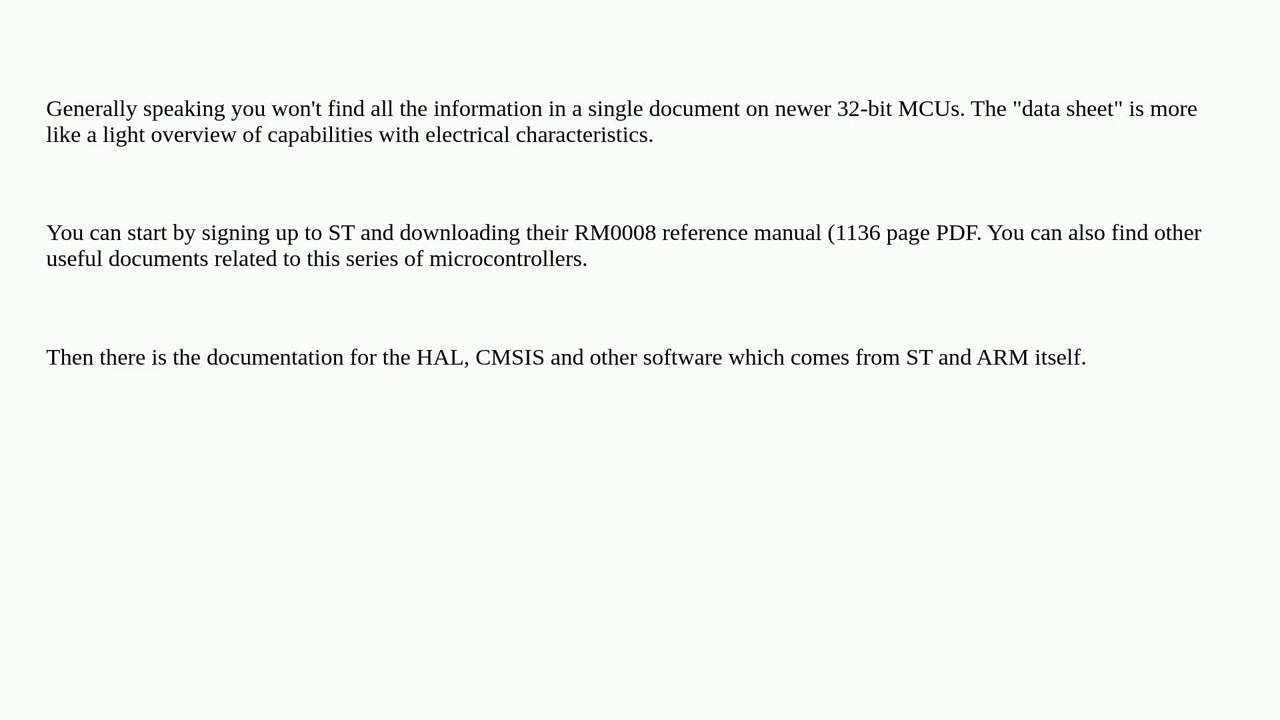 Generally speaking you won't find all the information in a single document on newer 32-bit MCUs. The "data sheet" is more
like a light overview of capabilities with electrical characteristics.
You can start by signing up to ST and downloading their RM0008 reference manual (1136 page PDF. You can also find other
useful documents related to this series of microcontrollers.
Then there is the documentation for the HAL, CMSIS and other software which comes from ST and ARM itself.